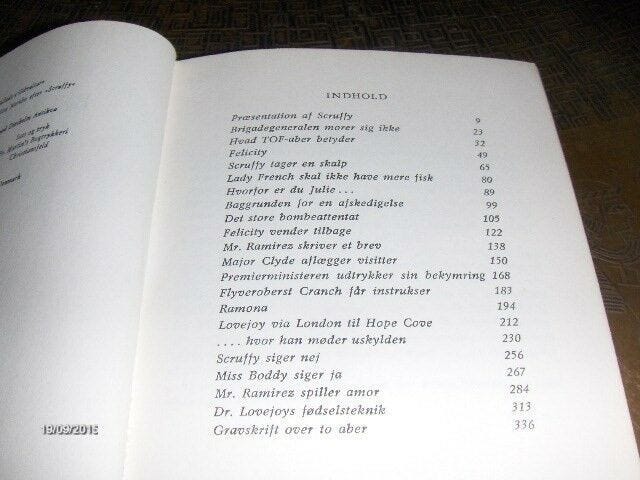 Sats og tryk
Christiansfeld
INDHOLD
Præsentation af Scruffy 9
Brigadegeneralen morer sig ikke 23
Hvad TOF-aber betyder 32
Felicity 49
Scruffy tager en skalp 65
Lady French skal ikke have mere fisk 80
Hvorfor er du Julie... 89
Baggrunden for en afskedigelse 99
Det store bombeattentat 105
Felicity vender tilbage 122
Mr. Ramirez skriver et brev 138
Major Clyde aflægger visitter 150
Premierministeren udtrykker sin bekymring 168
Flyveroberst Cranch får instrukser 183
Ramona 194
Lovejoy via London til Hope Cove 212
.... hvor han møder uskylden 230
Scruffy siger nej 256
Miss Boddy siger ja 267
Mr. Ramirez spiller amor 284
Dr. Lovejoys fødselsteknik 313
Gravskrift over to aber 336
19/09/2015